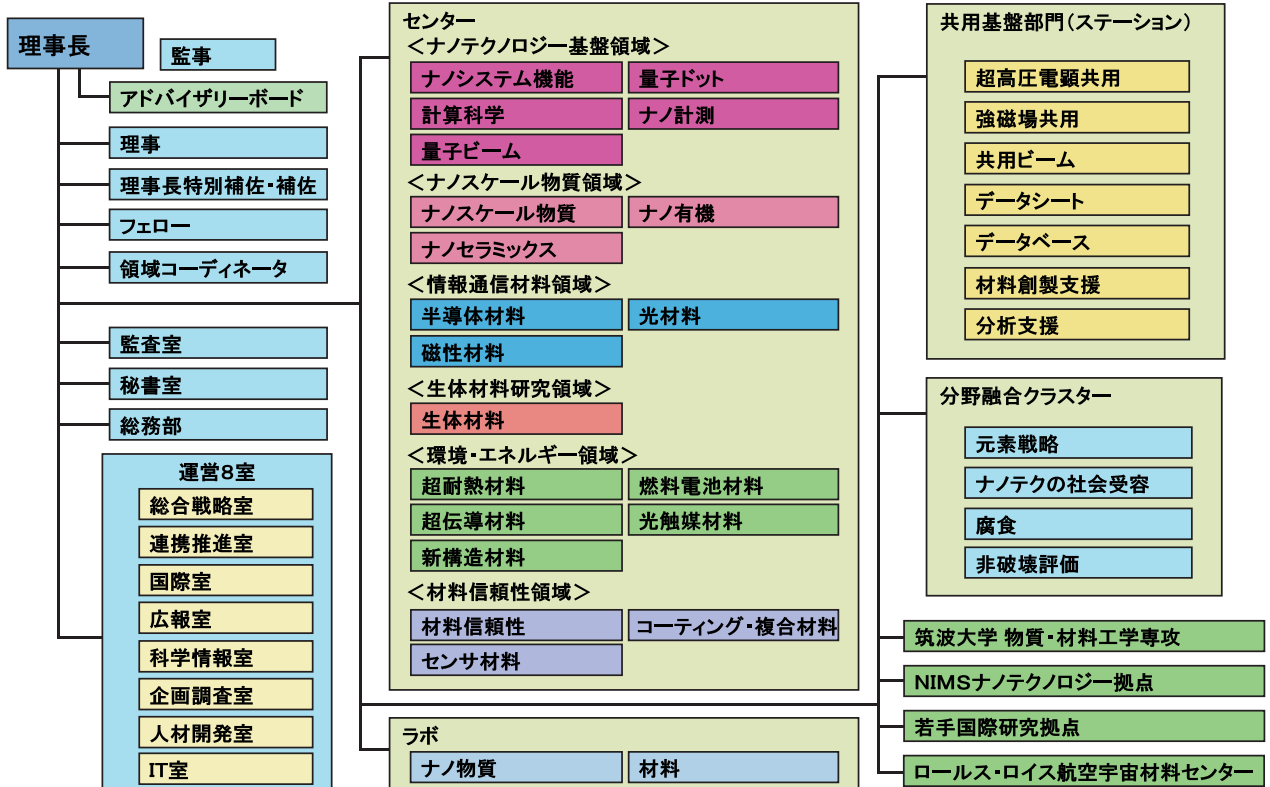 理事長
監事
アドバイザリーボード
理事
理事長特別補佐・補佐
フェロー
領域コーディネータ
監査室
秘書室
総務部
運営8室
総合戦略室
連携推進室
国際室
広報室
科学情報室
企画調査室
人材開発室
IT室
センター
＜ナノテクノロジー基盤領域＞
ナノシステム機能
量子ドット
計算科学
ナノ計測
量子ビーム
＜ナノスケール物質領域＞
ナノスケール物質
ナノ有機
ナノセラミックス
＜情報通信材料領域＞
半導体材料
光材料
磁性材料
＜生体材料研究領域＞
生体材料
＜環境・エネルギー領域＞
超耐熱材料
燃料電池材料
超伝導材料
光触媒材料
新構造材料
＜材料信頼性領域＞
材料信頼性
コーティング・複合材料
センサ材料
ラボ
ナノ物質
材料
共用基盤部門（ステーション）
超高圧電顕共用
強磁場共用
共用ビーム
データシート
データベース
材料創製支援
分析支援
分野融合クラスター
元素戦略
ナノテクの社会受容
腐食
非破壊評価
筑波大学 物質・材料工学専攻
NIMSナノテクノロジー拠点
若手国際研究拠点
ロールス・ロイス航空宇宙材料センター